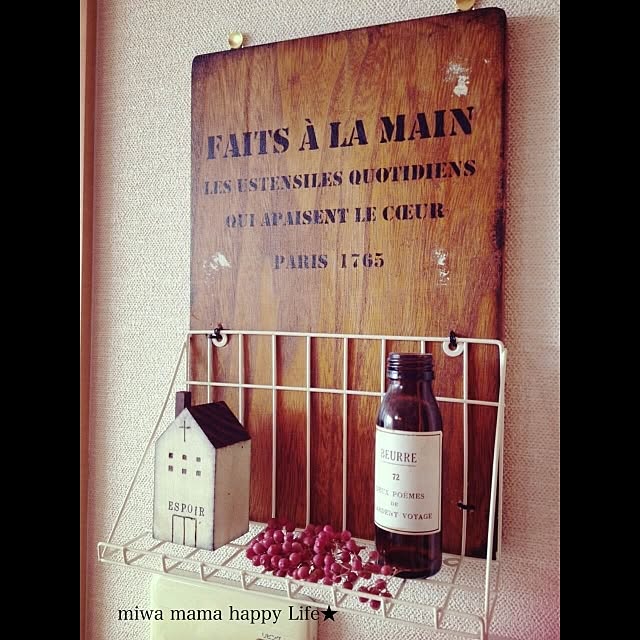 FAITS À LA MAIN
LES USTENSILES QUOTIDIENS
QUI APAISENT LE CŒUR
PARIS 1765
ESPOIR
BEURRE
72
POÈMES
DE
VOYAGE
miwa mama happy Life★